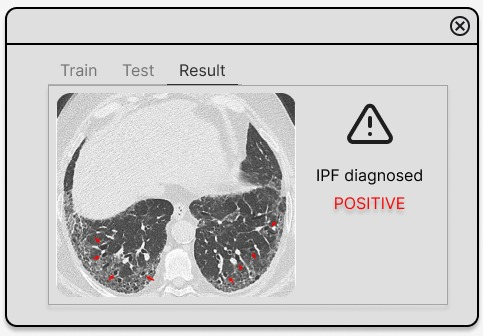 Train Test Result
IPF diagnosed
POSITIVE